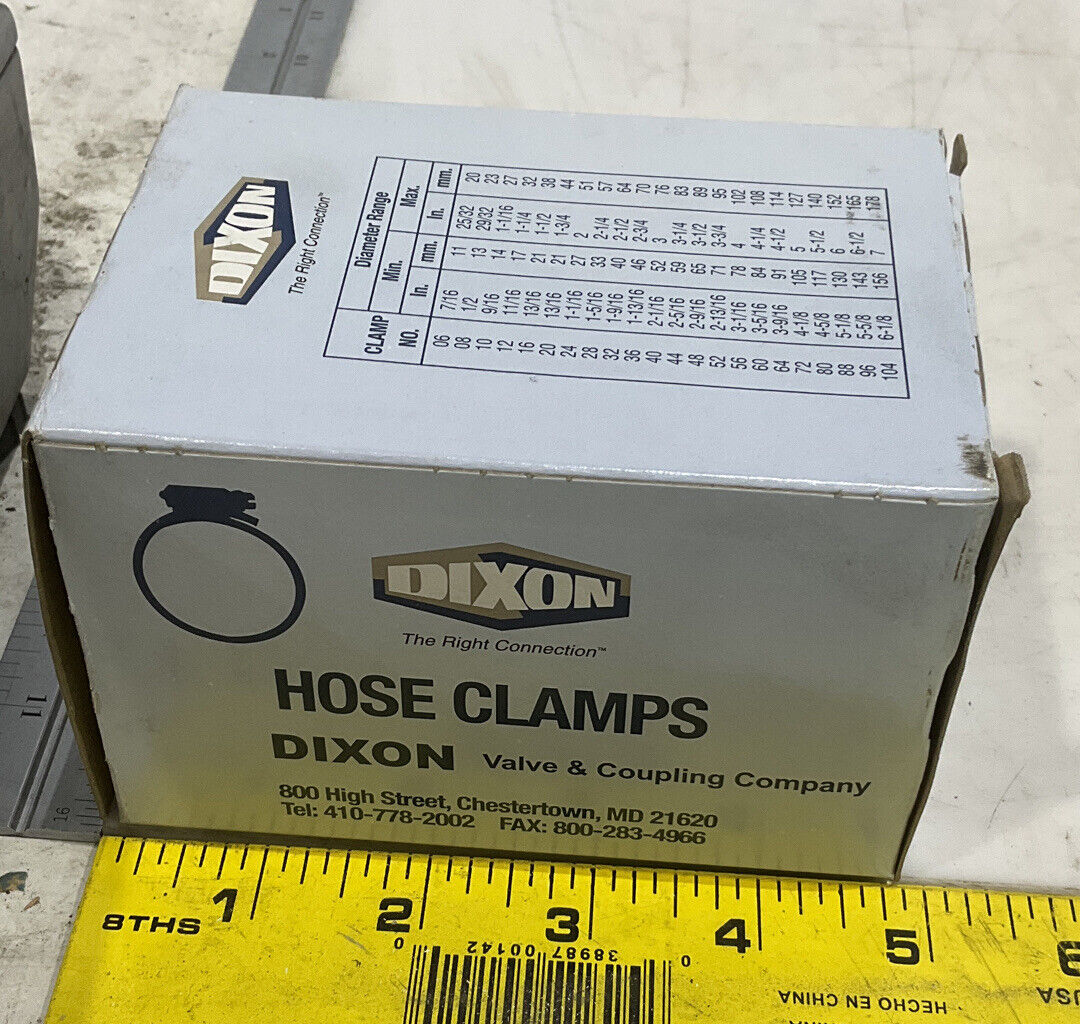 DIXON
The Right Connection™
CLAMP NO. Diameter Range
Min. Max.
In. mm. In. mm.
06 7/16 11 25/32 20
08 1/2 13 29/32 23
10 9/16 14 1-1/16 27
12 11/16 17 1-1/4 32
16 13/16 21 1-1/2 38
20 13/16 21 1-3/4 44
24 1-1/16 27 2 51
28 1-5/16 33 2-1/4 57
32 1-9/16 40 2-1/2 64
36 1-13/16 46 2-3/4 70
40 2-1/16 52 3 76
44 2-5/16 59 3-1/4 83
48 2-9/16 65 3-1/2 89
52 2-13/16 71 3-3/4 95
56 3-1/16 78 4 102
60 3-5/16 84 4-1/4 108
64 3-9/16 91 4-1/2 114
72 4-1/8 105 5 127
80 4-5/8 117 5-1/2 140
88 5-1/8 130 6 152
96 5-5/8 143 6-1/2 165
104 6-1/8 156 7 178
DIXON
The Right Connection™
HOSE CLAMPS
DIXON Valve & Coupling Company
800 High Street, Chestertown, MD 21620
Tel: 410-778-2002 FAX: 800-283-4966
11
16
8THS 1 2 3 4 5 6
0 38987 00142 0
HECHO EN CHINA
USA